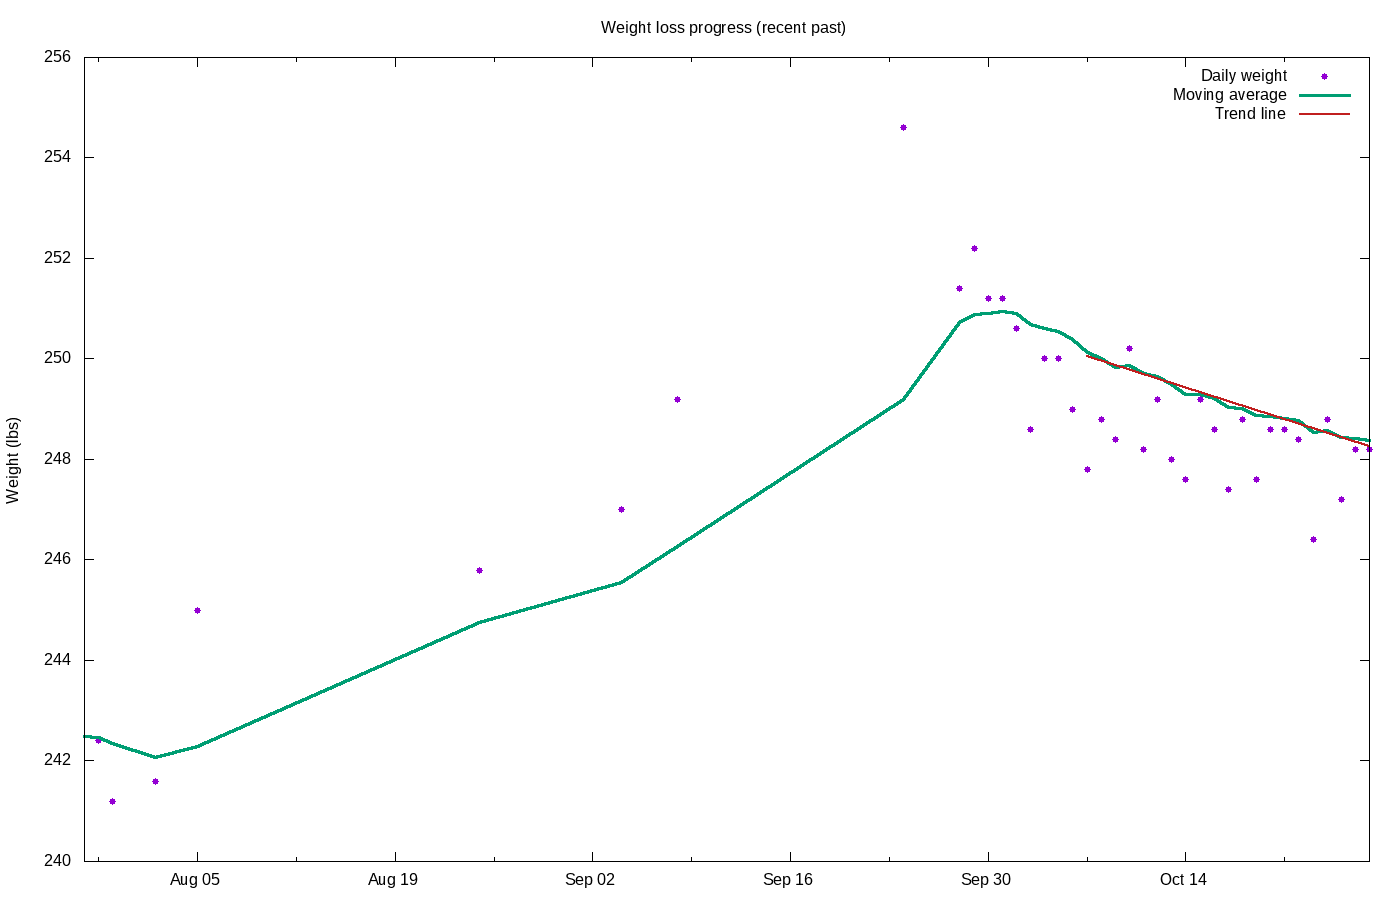 Weight loss progress (recent past)
256
254
252
250
248
246
244
242
240
Weight (lbs)
Daily weight
Moving average
Trend line
Aug 05 Aug 19 Sep 02 Sep 16 Sep 30 Oct 14